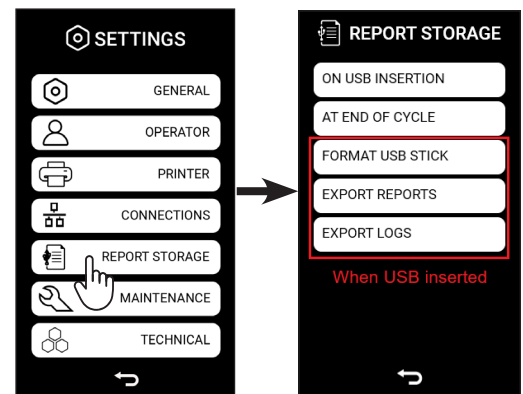 SETTINGS
GENERAL
OPERATOR
PRINTER
CONNECTIONS
REPORT STORAGE
MAINTENANCE
TECHNICAL
REPORT STORAGE
ON USB INSERTION
AT END OF CYCLE
FORMAT USB STICK
EXPORT REPORTS
EXPORT LOGS
When USB inserted